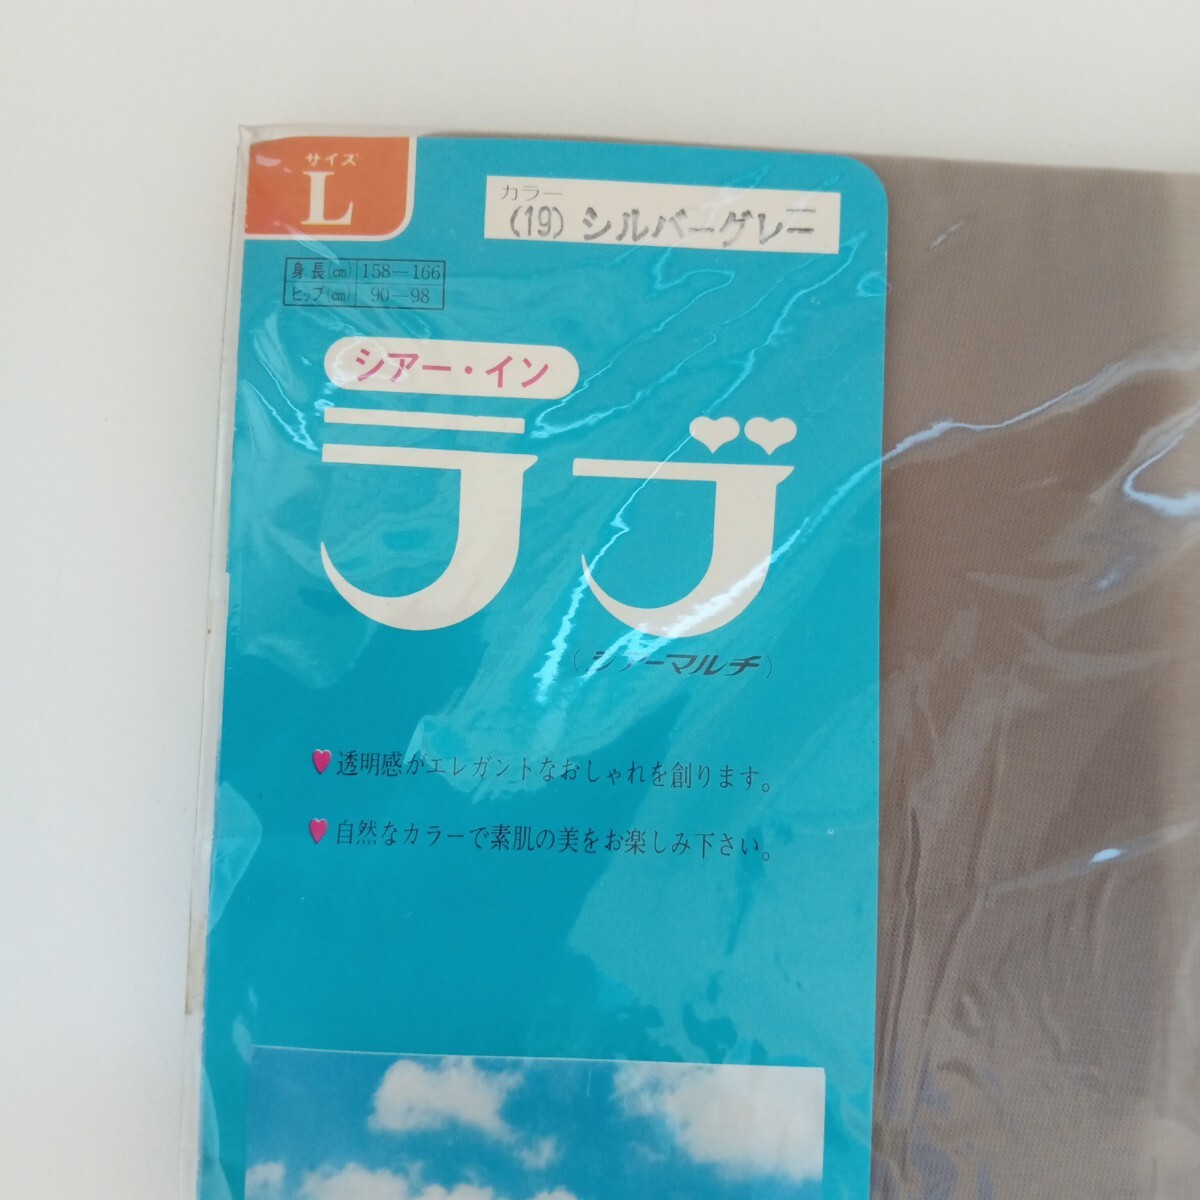 サイズ
L
カラー
(19) シルバーグレー
身長(cm) 158—166
ヒップ(cm) 90—98
シアー・イン
ラブ
(シアーマルチ)
透明感がエレガントなおしゃれを創ります。
自然なカラーで素肌の美をお楽しみ下さい。